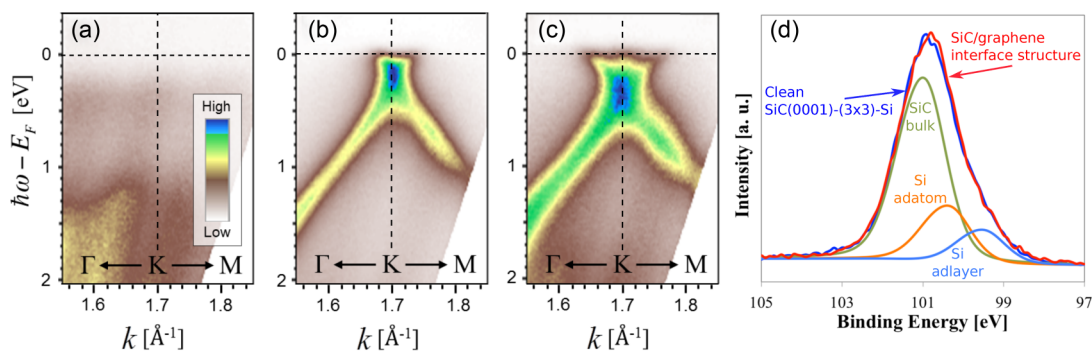 (a)
(b)
(c)
(d)
ħω − E_F [eV]
0
1
2
High
Low
Γ K M
1.6 1.7 1.8
k [Å⁻¹]
0
1
2
Γ K M
1.6 1.7 1.8
k [Å⁻¹]
0
1
2
Γ K M
1.6 1.7 1.8
k [Å⁻¹]
Intensity [a. u.]
SiC/graphene
interface structure
Clean
SiC(0001)-(3x3)-Si
SiC
bulk
Si
adatom
Si
adlayer
105 103 101 99 97
Binding Energy [eV]